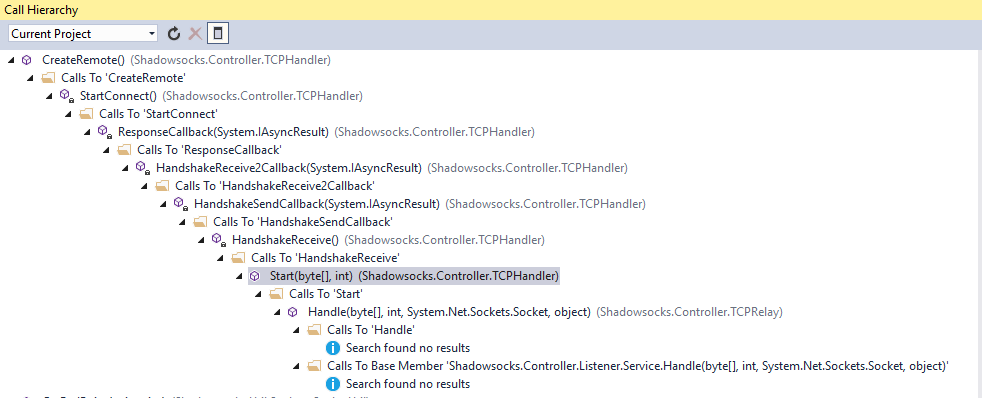 Call Hierarchy
Current Project
CreateRemote() (Shadowsocks.Controller.TCPHandler)
Calls To 'CreateRemote'
StartConnect() (Shadowsocks.Controller.TCPHandler)
Calls To 'StartConnect'
ResponseCallback(System.IAsyncResult) (Shadowsocks.Controller.TCPHandler)
Calls To 'ResponseCallback'
HandshakeReceive2Callback(System.IAsyncResult) (Shadowsocks.Controller.TCPHandler)
Calls To 'HandshakeReceive2Callback'
HandshakeSendCallback(System.IAsyncResult) (Shadowsocks.Controller.TCPHandler)
Calls To 'HandshakeSendCallback'
HandshakeReceive() (Shadowsocks.Controller.TCPHandler)
Calls To 'HandshakeReceive'
Start(byte[], int) (Shadowsocks.Controller.TCPHandler)
Calls To 'Start'
Handle(byte[], int, System.Net.Sockets.Socket, object) (Shadowsocks.Controller.TCPRelay)
Calls To 'Handle'
Search found no results
Calls To Base Member 'Shadowsocks.Controller.Listener.Service.Handle(byte[], int, System.Net.Sockets.Socket, object)'
Search found no results